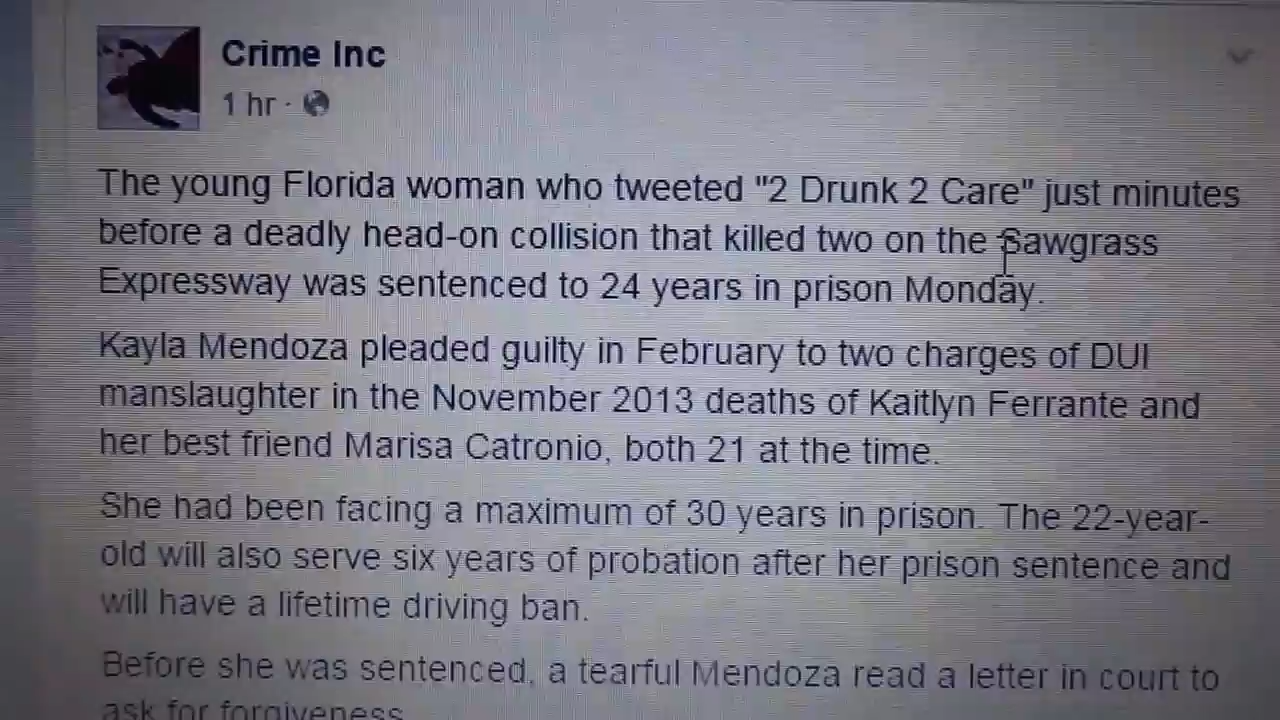 Crime Inc
1 hr ·
The young Florida woman who tweeted "2 Drunk 2 Care" just minutes
before a deadly head-on collision that killed two on the Sawgrass
Expressway was sentenced to 24 years in prison Monday.
Kayla Mendoza pleaded guilty in February to two charges of DUI
manslaughter in the November 2013 deaths of Kaitlyn Ferrante and
her best friend Marisa Catronio, both 21 at the time.
She had been facing a maximum of 30 years in prison. The 22-year-
old will also serve six years of probation after her prison sentence and
will have a lifetime driving ban.
Before she was sentenced, a tearful Mendoza read a letter in court to
ask for forgiveness